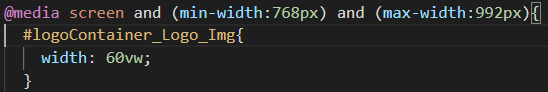 @media screen and (min-width:768px) and (max-width:992px){
#logoContainer_Logo_Img{
width: 60vw;
}